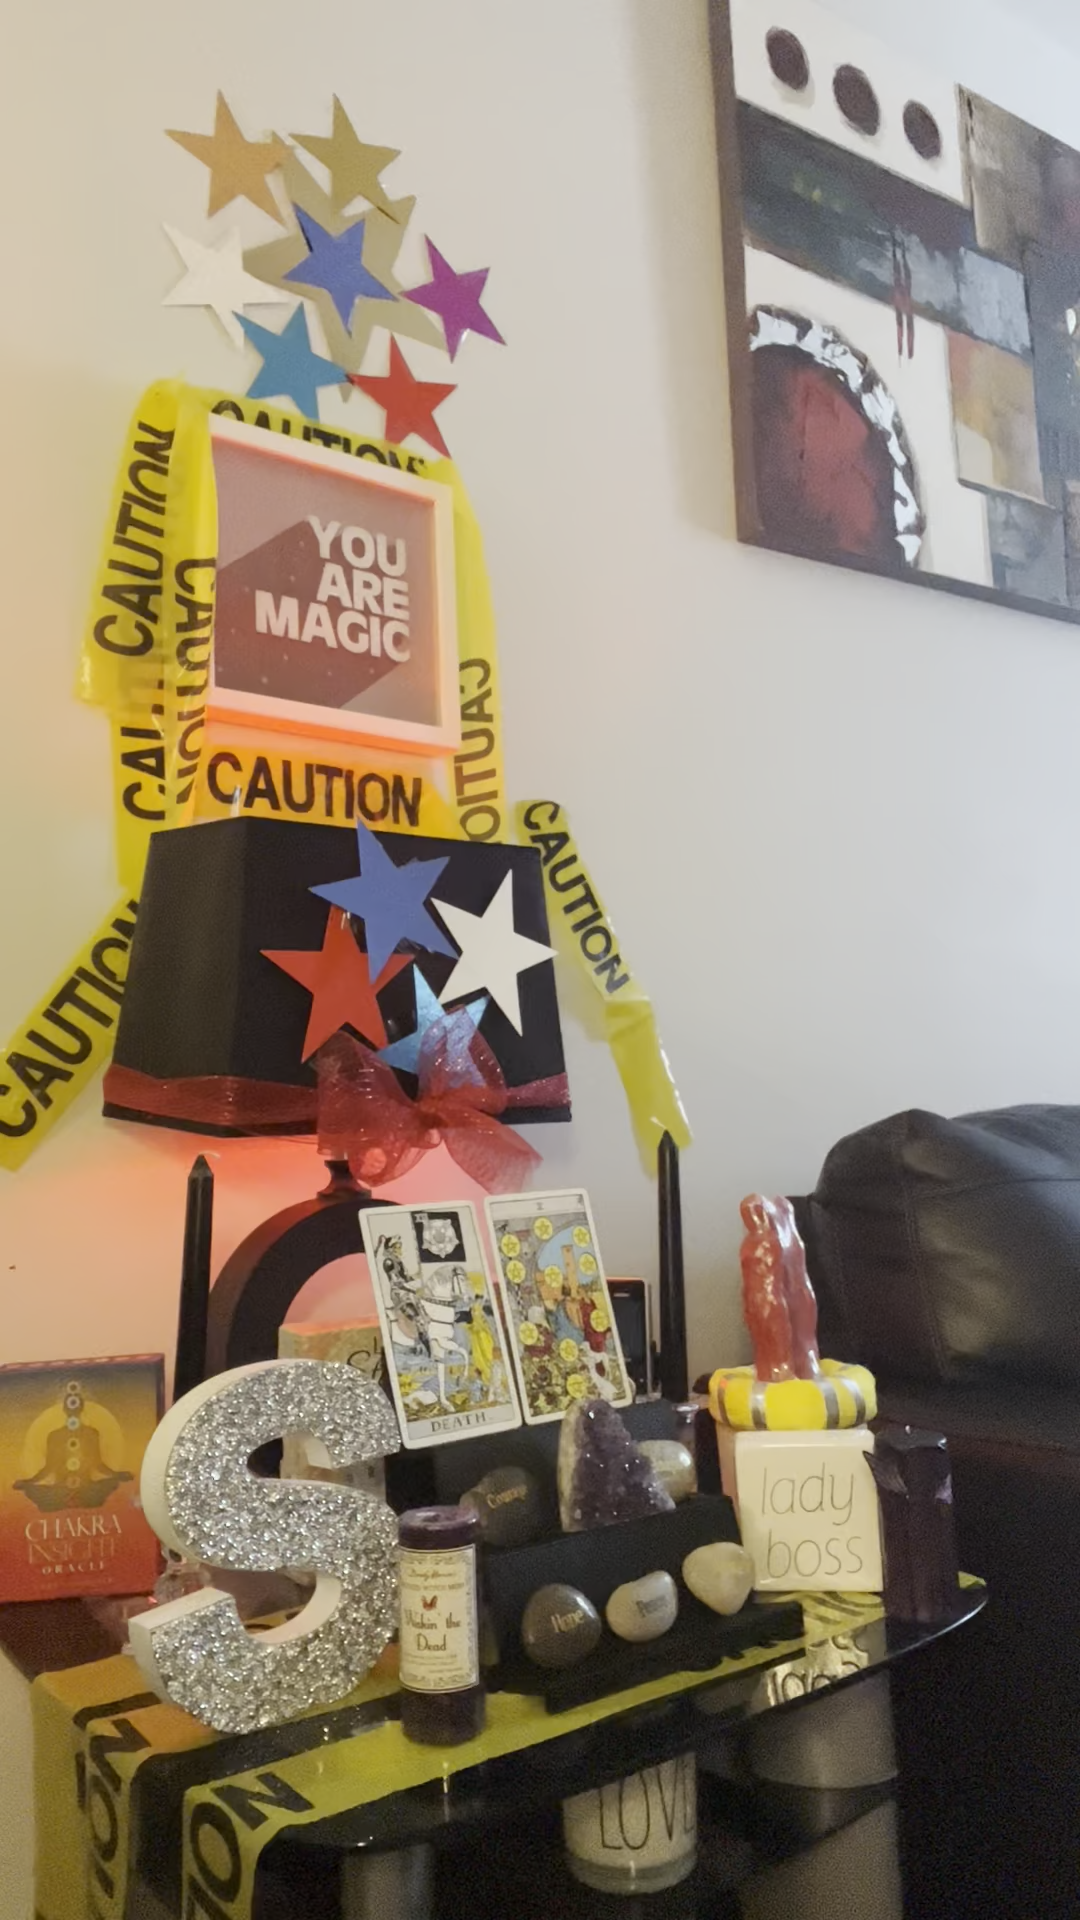 CAUTION
CAUTION
CAUTION
YOU
ARE
MAGIC
CAUTION
CAUTION
CAUTION
CAUTION
X
DEATH.
CHAKRA
INSIGHT
ORACLE
Courage
Hope
Wakin' the
Dead
lady
boss
LOVE